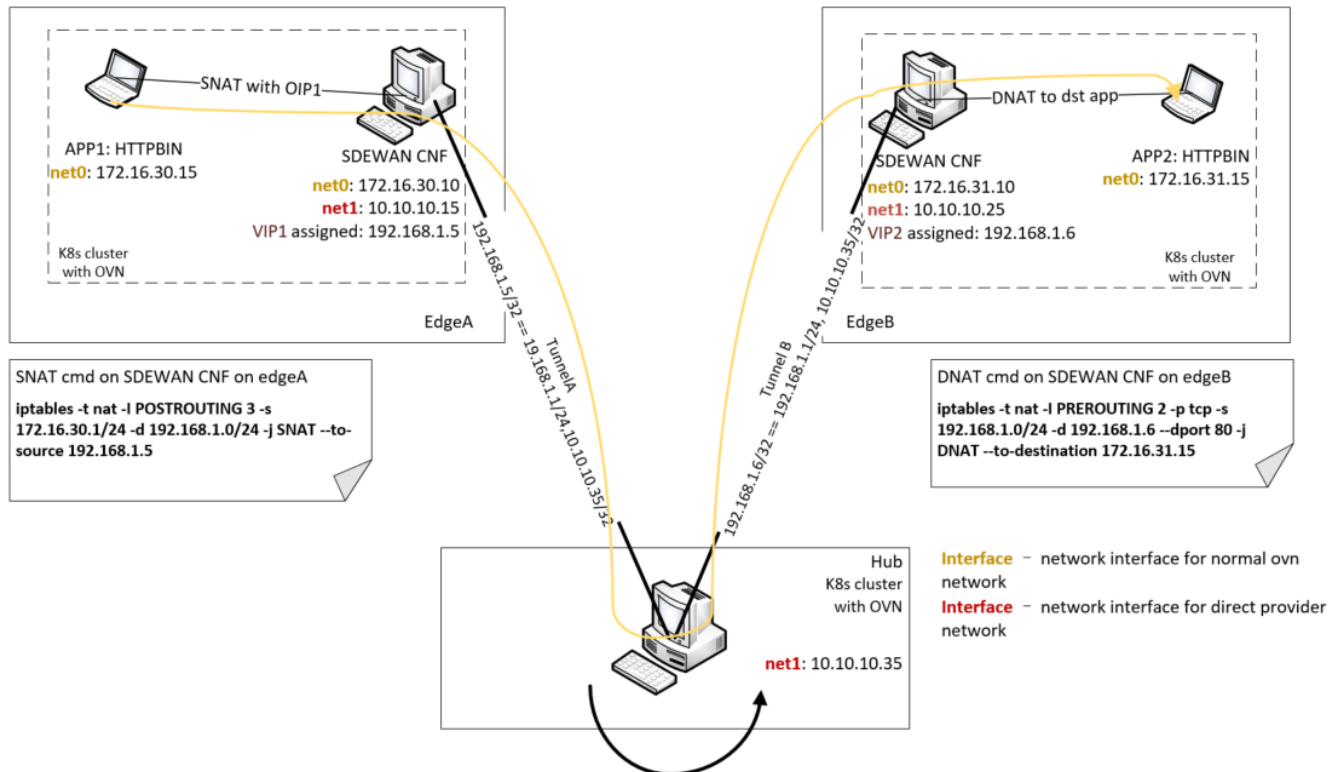 SNAT with OIP1
APP1: HTTPBIN
net0: 172.16.30.15
SDEWAN CNF
net0: 172.16.30.10
net1: 10.10.10.15
VIP1 assigned: 192.168.1.5
K8s cluster
with OVN
EdgeA
DNAT to dst app
SDEWAN CNF
net0: 172.16.31.10
net1: 10.10.10.25
VIP2 assigned: 192.168.1.6
APP2: HTTPBIN
net0: 172.16.31.15
K8s cluster
with OVN
EdgeB
SNAT cmd on SDEWAN CNF on edgeA
iptables -t nat -I POSTROUTING 3 -s
172.16.30.1/24 -d 192.168.1.0/24 -j SNAT --to-
source 192.168.1.5
TunnelA
192.168.1.5/32 == 19.168.1.1/24,10.10.10.35/32
Tunnel B
192.168.1.6/32 == 192.168.1.1/24, 10.10.10.35/32
DNAT cmd on SDEWAN CNF on edgeB
iptables -t nat -I PREROUTING 2 -p tcp -s
192.168.1.0/24 -d 192.168.1.6 --dport 80 -j
DNAT --to-destination 172.16.31.15
Hub
K8s cluster
with OVN
net1: 10.10.10.35
Interface – network interface for normal ovn
network
Interface – network interface for direct provider
network